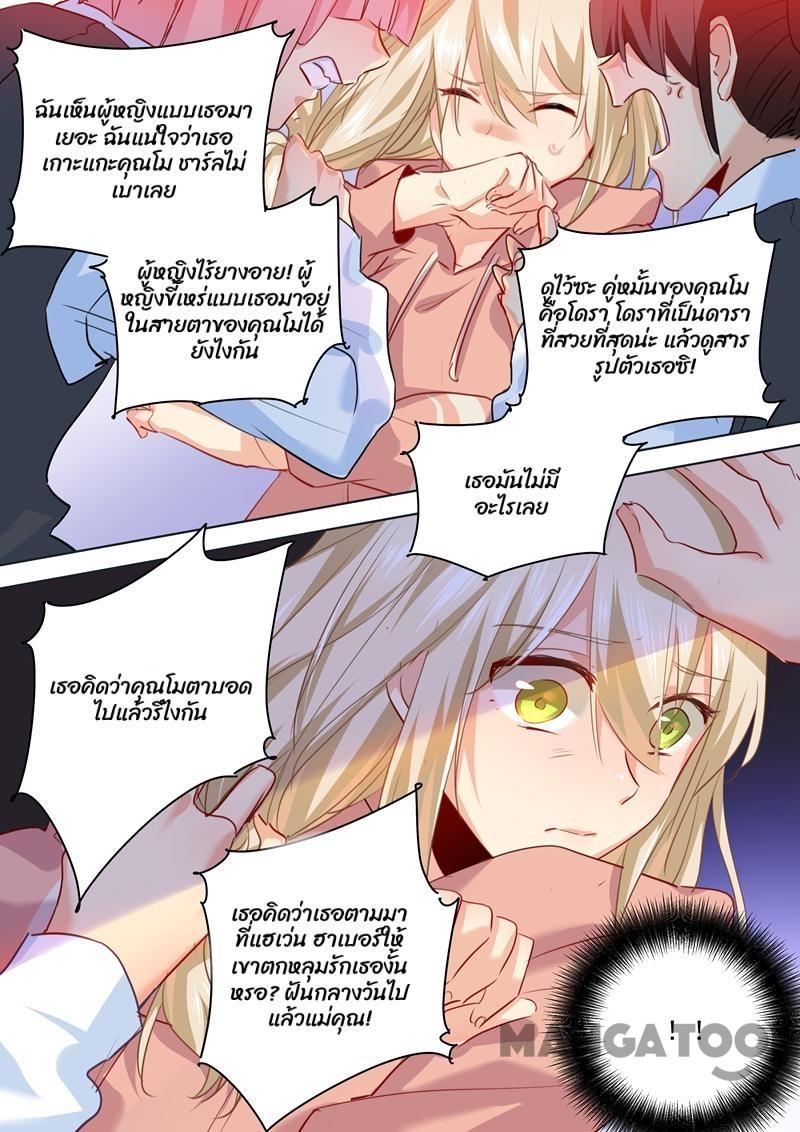 ฉันเห็นผู้หญิงแบบเธอมา
เยอะ ฉันแน่ใจว่าเธอ
เกาะแกะคุณโม ชาร์ลไม่
เบาเลย
ผู้หญิงไร้ยางอาย! ผู้
หญิงขี้เหร่แบบเธอมาอยู่
ในสายตาของคุณโมได้
ยังไงกัน
ดูไว้ซะ คู่หมั้นของคุณโม
คือโดรา โดราที่เป็นดารา
ที่สวยที่สุดน่ะ แล้วดูสาร
รูปตัวเธอซิ!
เธอมันไม่มี
อะไรเลย
เธอคิดว่าคุณโมตาบอด
ไปแล้วรึไงกัน
เธอคิดว่าเธอตามมา
ที่แฮเว่น ฮาเบอร์ให้
เขาตกหลุมรักเธองั้น
หรอ? ฝันกลางวันไป
แล้วแม่คุณ!
! !
MANGATOON